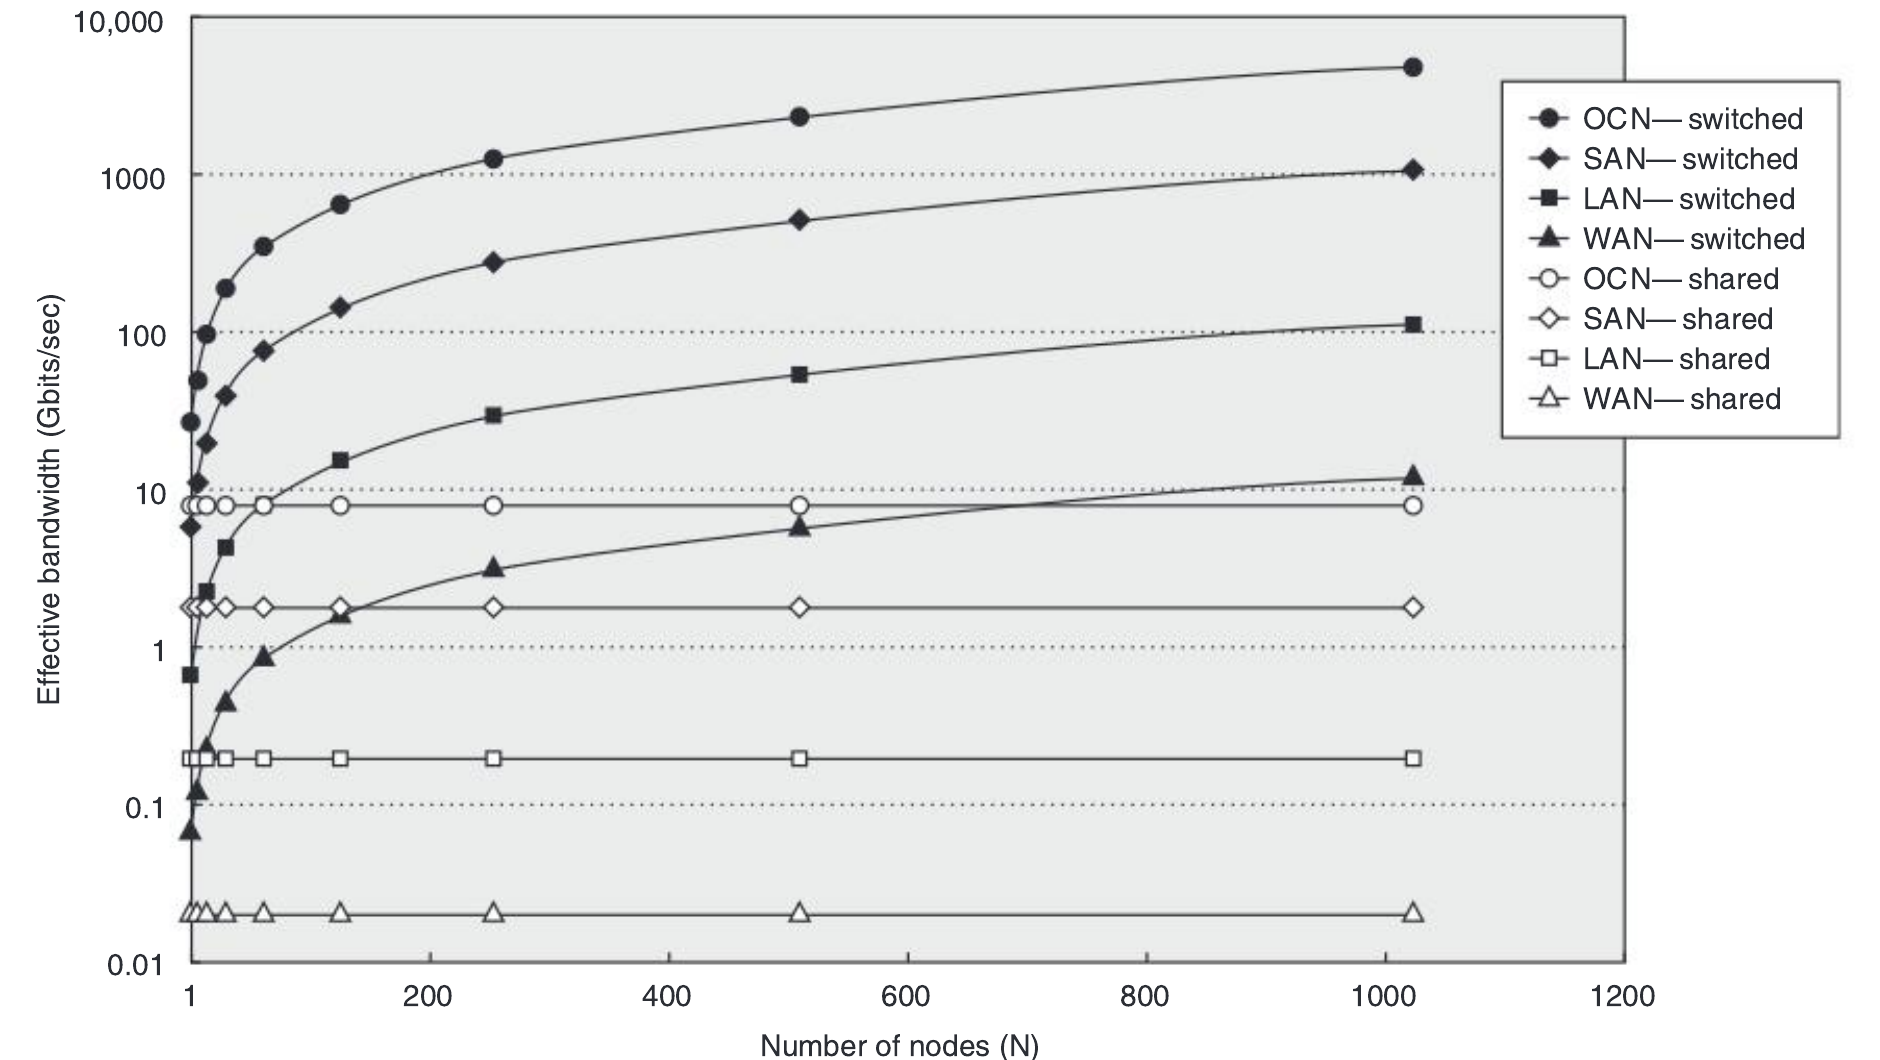 10,000
1000
100
10
1
0.1
0.01
Effective bandwidth (Gbits/sec)
1 200 400 600 800 1000 1200
Number of nodes (N)
OCN—switched
SAN—switched
LAN—switched
WAN—switched
OCN—shared
SAN—shared
LAN—shared
WAN—shared